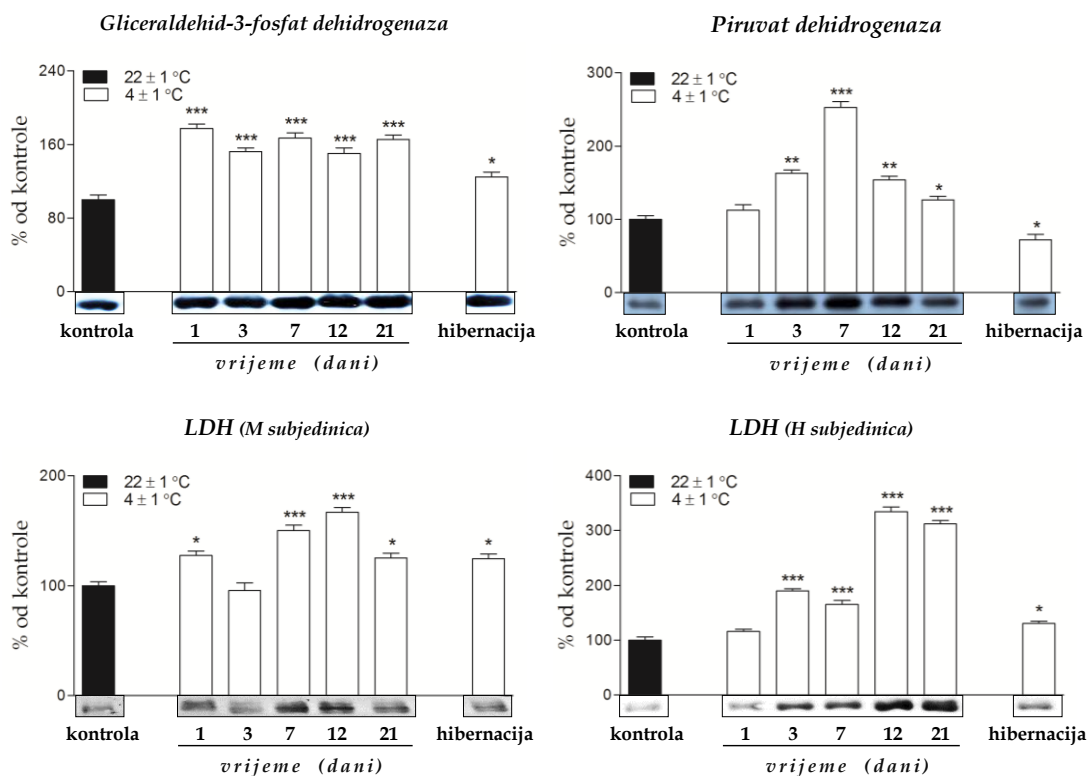 Gliceraldehid-3-fosfat dehidrogenaza
240
160
80
0
% od kontrole
22 ± 1 °C
4 ± 1 °C
***
***
***
***
***
*
kontrola
1 3 7 12 21
hibernacija
vrijeme (dani)
Piruvat dehidrogenaza
300
200
100
0
% od kontrole
22 ± 1 °C
4 ± 1 °C
**
***
**
*
*
kontrola
1 3 7 12 21
hibernacija
vrijeme (dani)
LDH (M subjedinica)
200
100
0
% od kontrole
22 ± 1 °C
4 ± 1 °C
*
***
***
*
*
kontrola
1 3 7 12 21
hibernacija
vrijeme (dani)
LDH (H subjedinica)
400
300
200
100
0
% od kontrole
22 ± 1 °C
4 ± 1 °C
***
***
***
***
*
kontrola
1 3 7 12 21
hibernacija
vrijeme (dani)